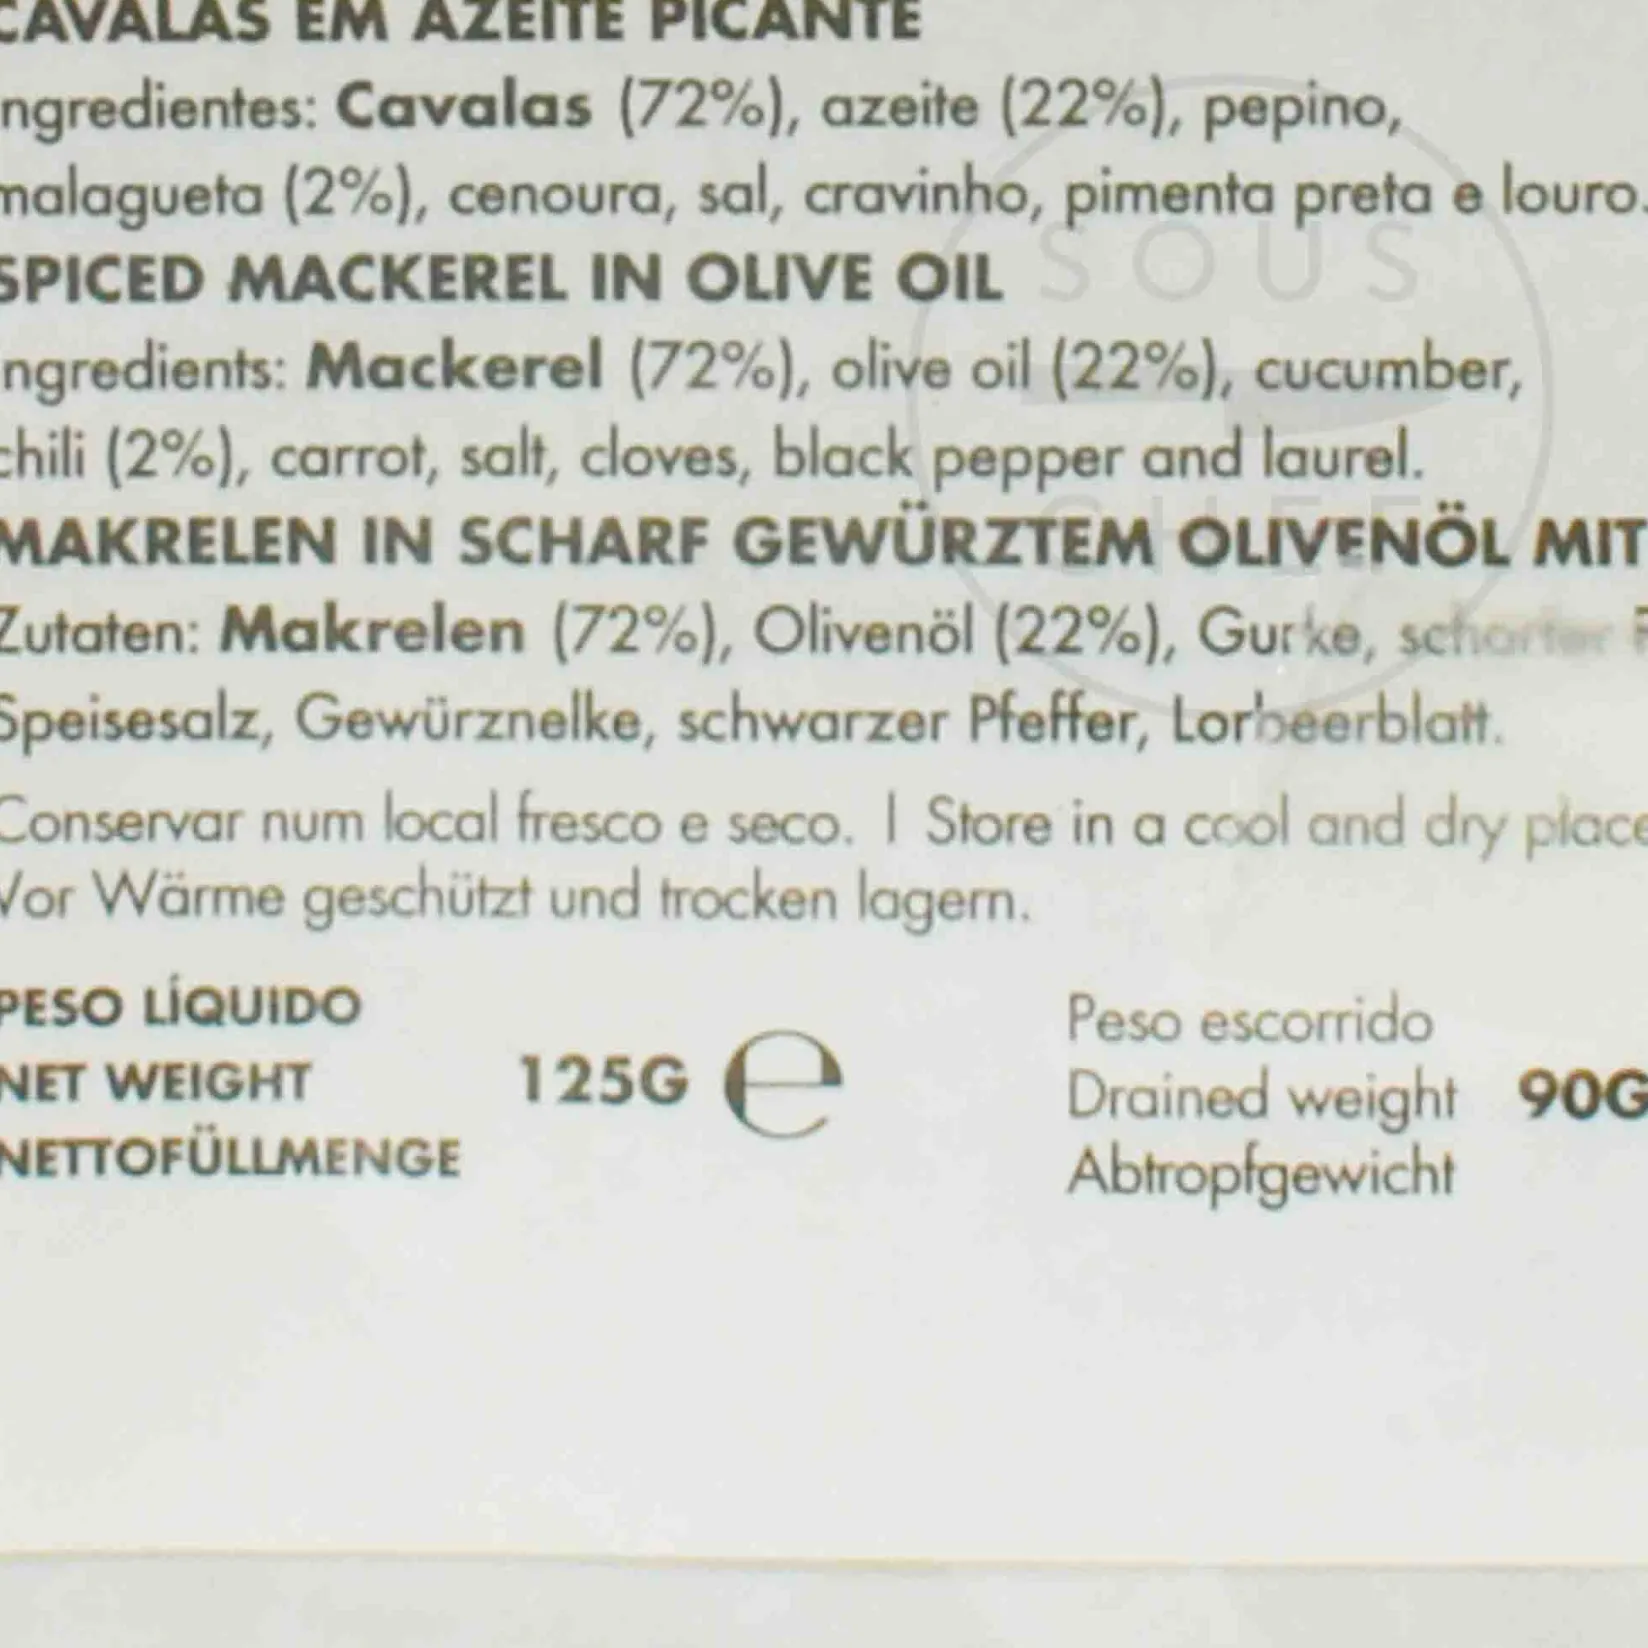 CAVALAS EM AZEITE PICANTE
ngredientes: Cavalas (72%), azeite (22%), pepino,
malagueta (2%), cenoura, sal, cravinho, pimenta preta e louro.
SPICED MACKEREL IN OLIVE OIL
ngredients: Mackerel (72%), olive oil (22%), cucumber,
chili (2%), carrot, salt, cloves, black pepper and laurel.
MAKRELEN IN SCHARF GEWÜRZTEM OLIVENÖL MIT
Zutaten: Makrelen (72%), Olivenöl (22%), Gurke, scharfer
Speisesalz, Gewürznelke, schwarzer Pfeffer, Lorbeerblatt.
Conservar num local fresco e seco. | Store in a cool and dry place
Vor Wärme geschützt und trocken lagern.
PESO LÍQUIDO
NET WEIGHT 125G ℮
NETTOFÜLLMENGE
Peso escorrido
Drained weight 90G
Abtropfgewicht
SOUS
CHEF